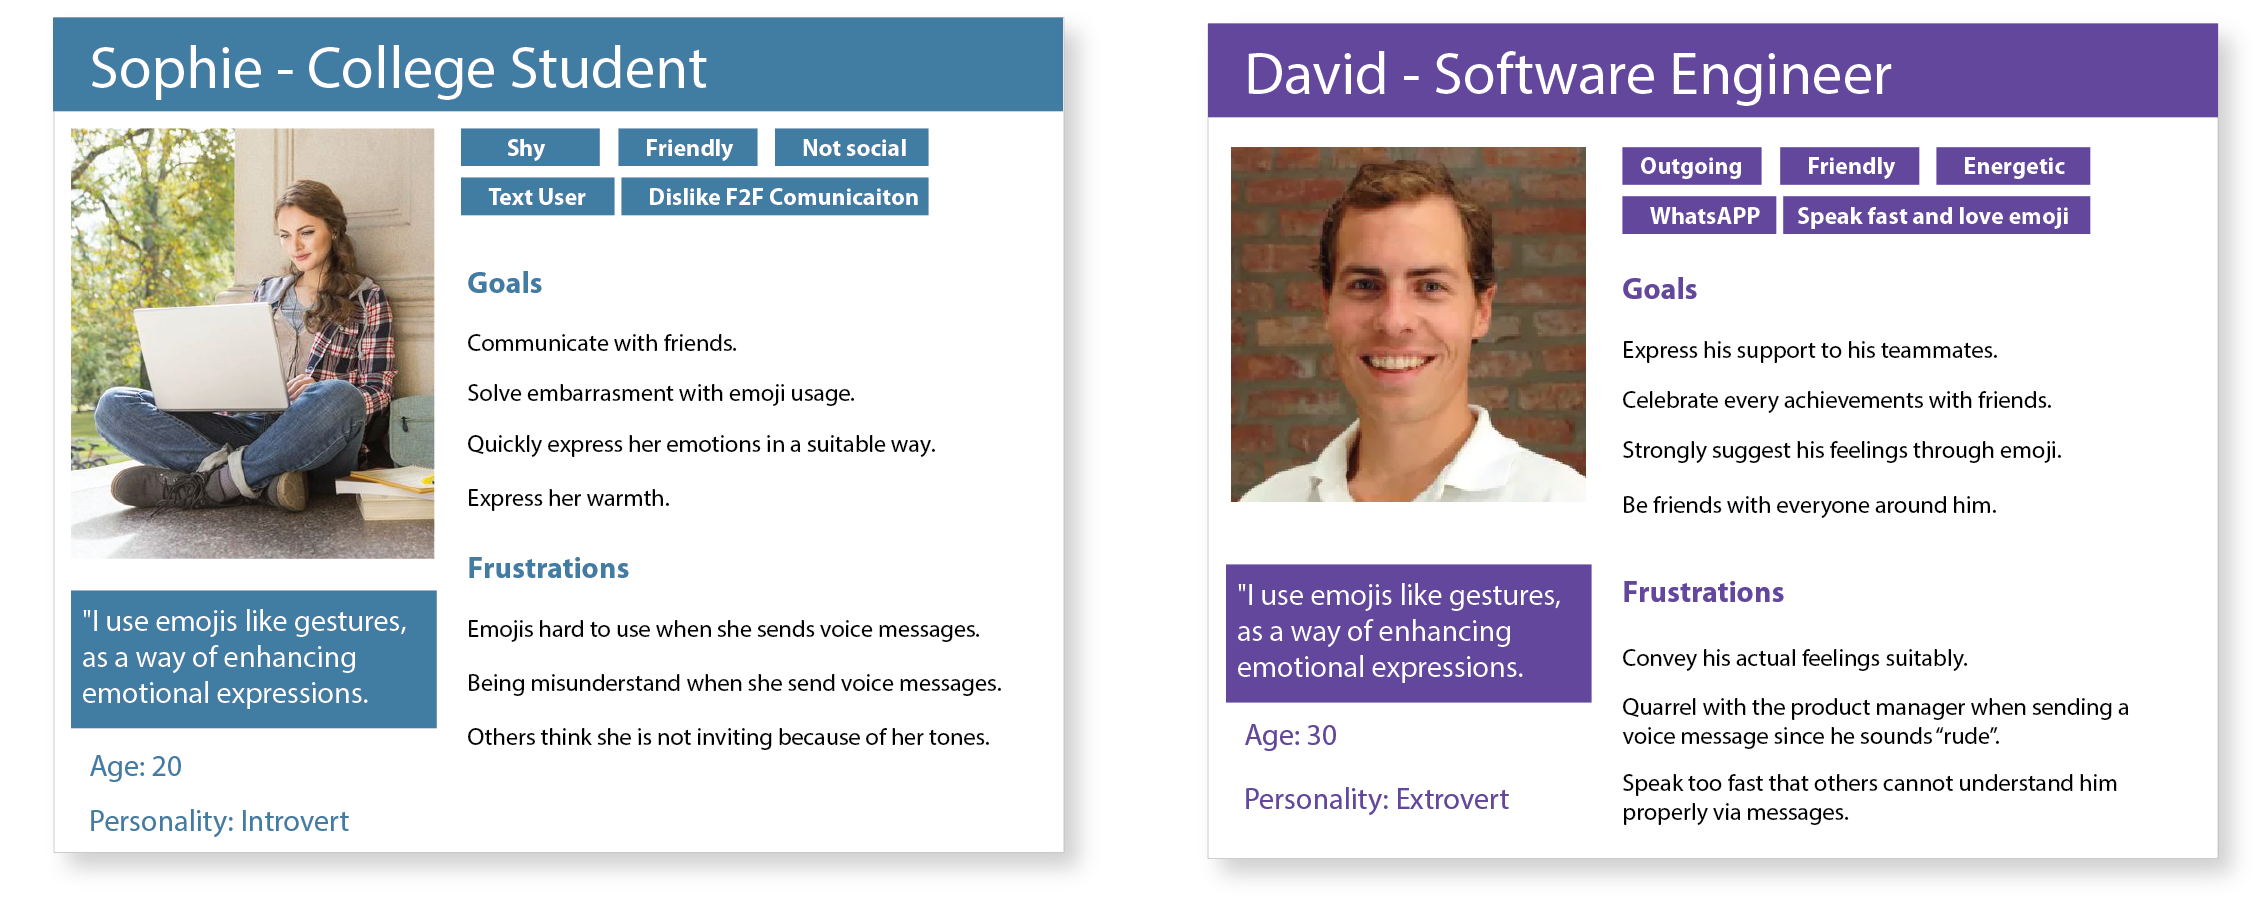 Sophie - College Student
Shy
Friendly
Not social
Text User
Dislike F2F Comunicaiton
Goals
Communicate with friends.
Solve embarrasment with emoji usage.
Quickly express her emotions in a suitable way.
Express her warmth.
Frustrations
Emojis hard to use when she sends voice messages.
Being misunderstand when she send voice messages.
Others think she is not inviting because of her tones.
"I use emojis like gestures,
as a way of enhancing
emotional expressions.
Age: 20
Personality: Introvert
David - Software Engineer
Outgoing
Friendly
Energetic
WhatsAPP
Speak fast and love emoji
Goals
Express his support to his teammates.
Celebrate every achievements with friends.
Strongly suggest his feelings through emoji.
Be friends with everyone around him.
Frustrations
Convey his actual feelings suitably.
Quarrel with the product manager when sending a
voice message since he sounds “rude”.
Speak too fast that others cannot understand him
properly via messages.
"I use emojis like gestures,
as a way of enhancing
emotional expressions.
Age: 30
Personality: Extrovert